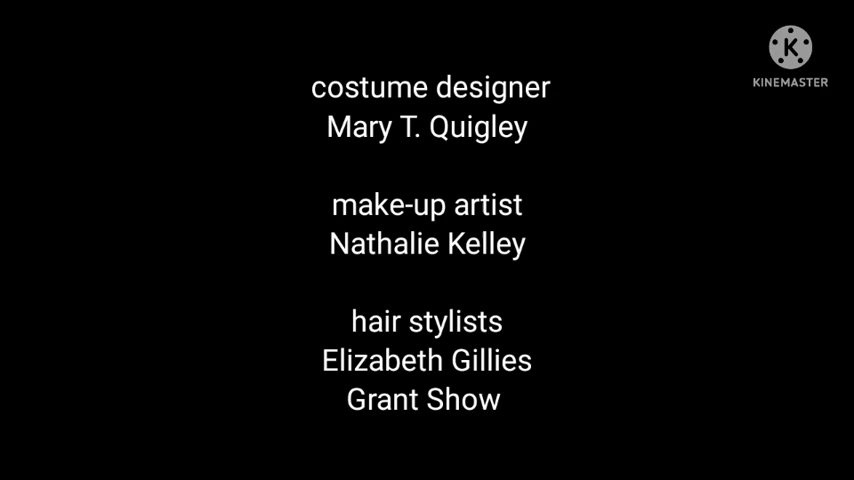 costume designer
Mary T. Quigley
make-up artist
Nathalie Kelley
hair stylists
Elizabeth Gillies
Grant Show
K
KINEMASTER